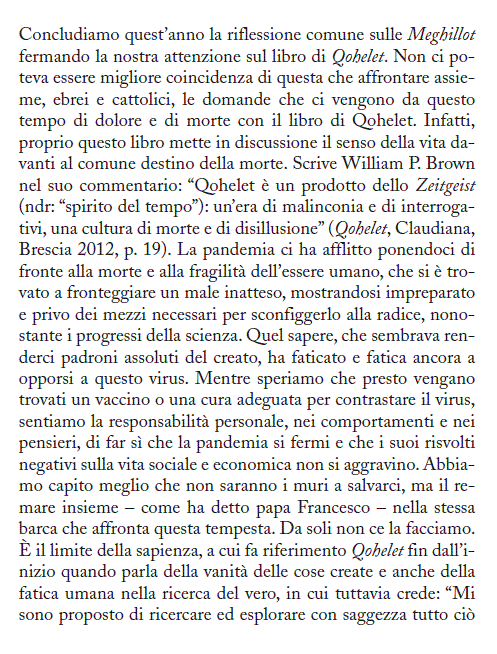 Concludiamo quest’anno la riflessione comune sulle Meghillot
fermando la nostra attenzione sul libro di Qohelet. Non ci po-
teva essere migliore coincidenza di questa che affrontare assie-
me, ebrei e cattolici, le domande che ci vengono da questo
tempo di dolore e di morte con il libro di Qohelet. Infatti,
proprio questo libro mette in discussione il senso della vita da-
vanti al comune destino della morte. Scrive William P. Brown
nel suo commentario: “Qohelet è un prodotto dello Zeitgeist
(ndr: “spirito del tempo”): un’era di malinconia e di interroga-
tivi, una cultura di morte e di disillusione” (Qohelet, Claudiana,
Brescia 2012, p. 19). La pandemia ci ha afflitto ponendoci di
fronte alla morte e alla fragilità dell’essere umano, che si è tro-
vato a fronteggiare un male inatteso, mostrandosi impreparato
e privo dei mezzi necessari per sconfiggerlo alla radice, nono-
stante i progressi della scienza. Quel sapere, che sembrava ren-
derci padroni assoluti del creato, ha faticato e fatica ancora a
opporsi a questo virus. Mentre speriamo che presto vengano
trovati un vaccino o una cura adeguata per contrastare il virus,
sentiamo la responsabilità personale, nei comportamenti e nei
pensieri, di far sì che la pandemia si fermi e che i suoi risvolti
negativi sulla vita sociale e economica non si aggravino. Abbia-
mo capito meglio che non saranno i muri a salvarci, ma il re-
mare insieme – come ha detto papa Francesco – nella stessa
barca che affronta questa tempesta. Da soli non ce la facciamo.
È il limite della sapienza, a cui fa riferimento Qohelet fin dall’i-
nizio quando parla della vanità delle cose create e anche della
fatica umana nella ricerca del vero, in cui tuttavia crede: “Mi
sono proposto di ricercare ed esplorare con saggezza tutto ciò